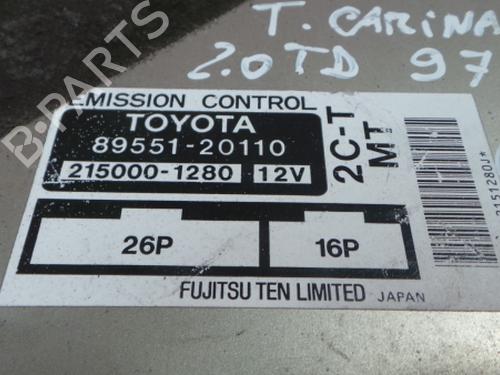 T. CARINA
2.0TD 97
EMISSION CONTROL
TOYOTA
89551-20110
215000-1280 12V
2C-T
MT
26P 16P
FUJITSU TEN LIMITED JAPAN
B-PARTS